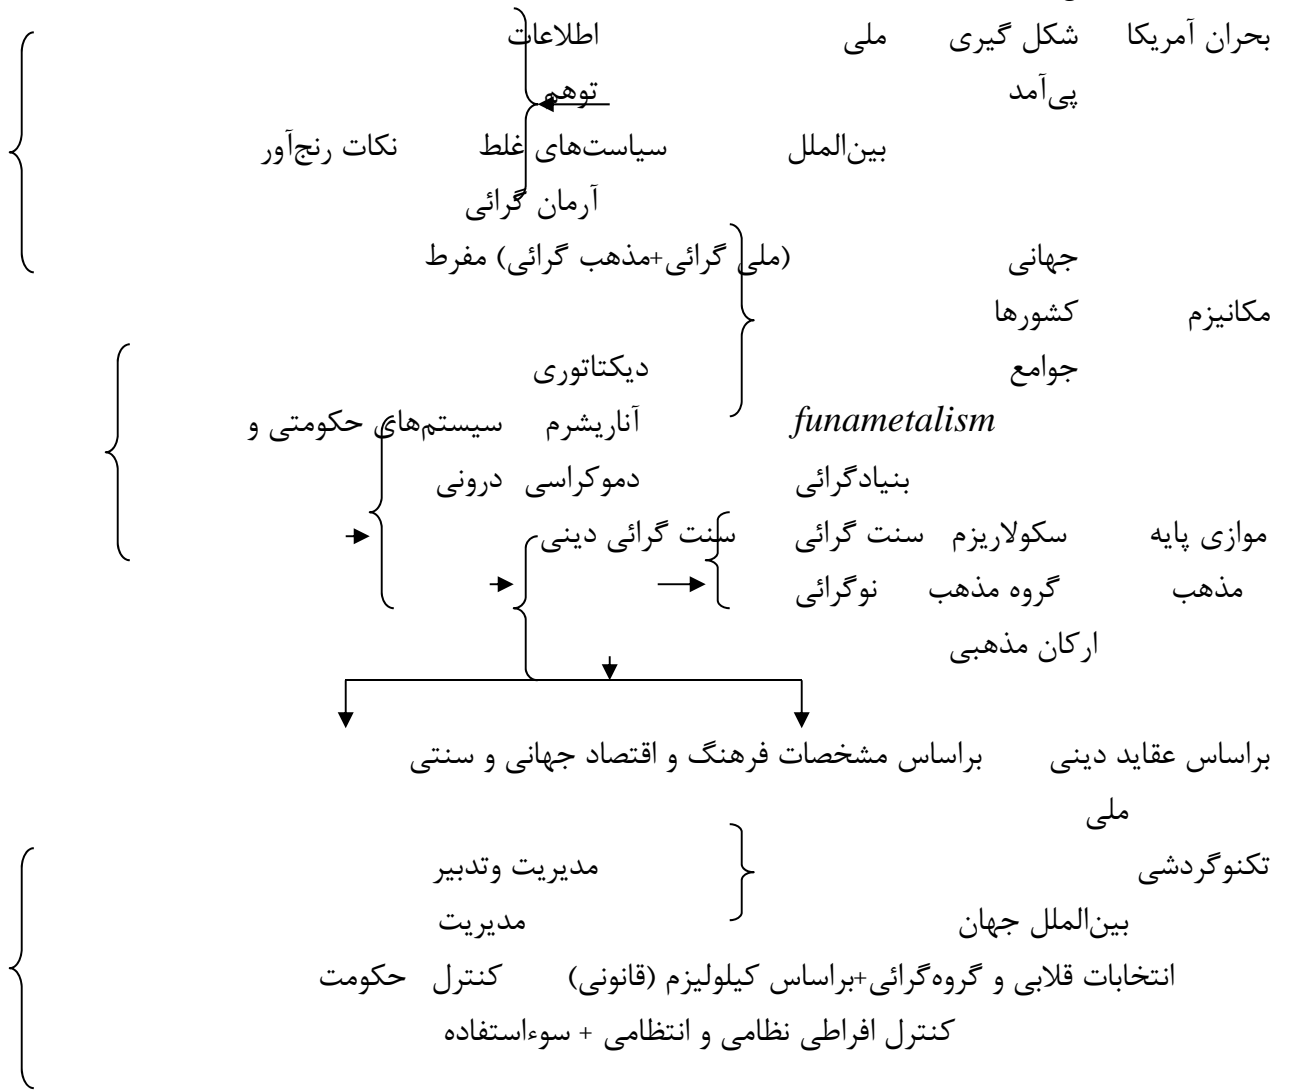 بحران آمریکا شکل گیری ملی اطلاعات
پی‌آمد توهم
بین‌الملل سیاست‌های غلط نکات رنج‌آور
آرمان گرائی
جهانی (ملی گرائی+مذهب گرائی) مفرط
مکانیزم کشورها
جوامع دیکتاتوری
funametalism آناریشرم سیستم‌های حکومتی و
بنیادگرائی دموکراسی درونی
موازی پایه سکولاریزم سنت گرائی سنت گرائی دینی
مذهب گروه مذهب نوگرائی
ارکان مذهبی
براساس عقاید دینی براساس مشخصات فرهنگ و اقتصاد جهانی و سنتی
ملی
تکنوگردشی مدیریت وتدبیر
بین‌الملل جهان مدیریت
انتخابات قلابی و گروه‌گرائی+براساس کیلولیزم (قانونی) کنترل حکومت
کنترل افراطی نظامی و انتظامی + سوءاستفاده